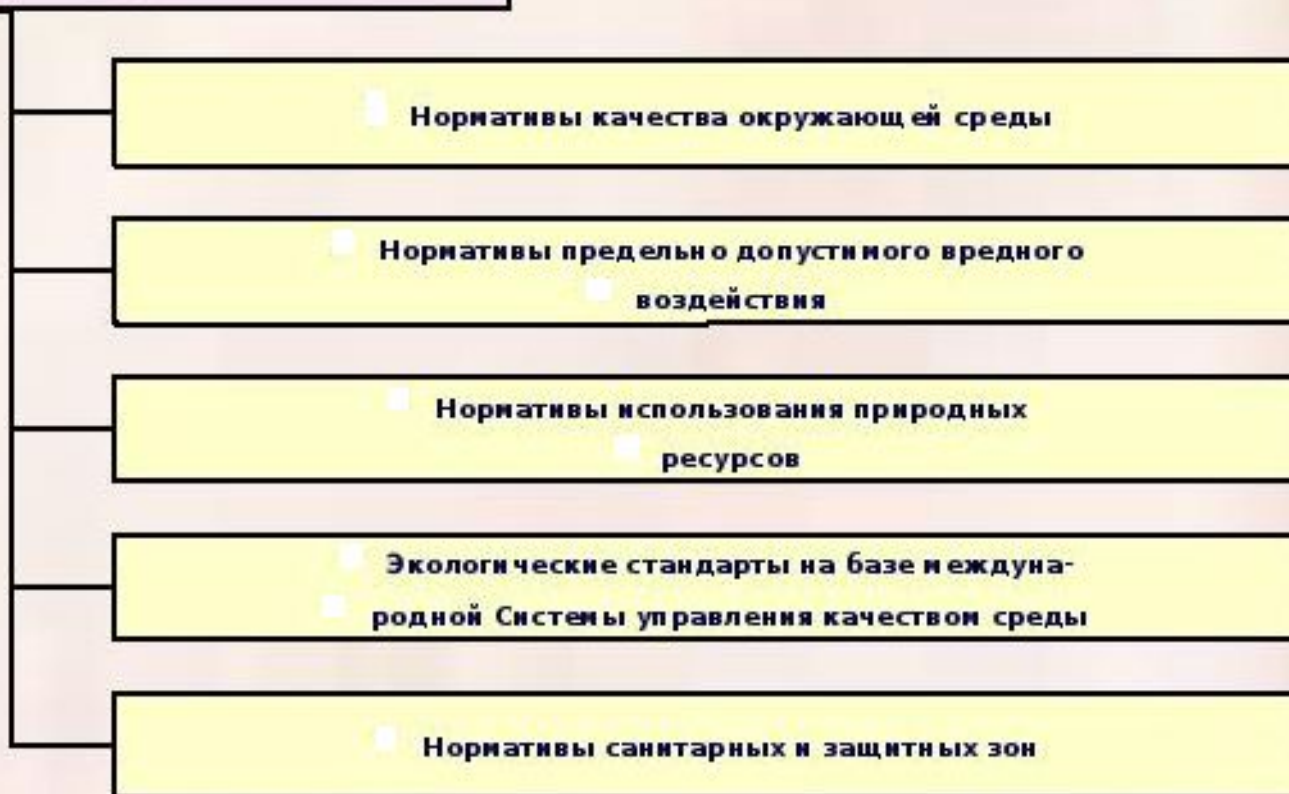 Нормативы качества окружающей среды
Нормативы предельно допустимого вредного
воздействия
Нормативы использования природных
ресурсов
Экологические стандарты на базе междуна-
родной Системы управления качеством среды
Нормативы санитарных и защитных зон